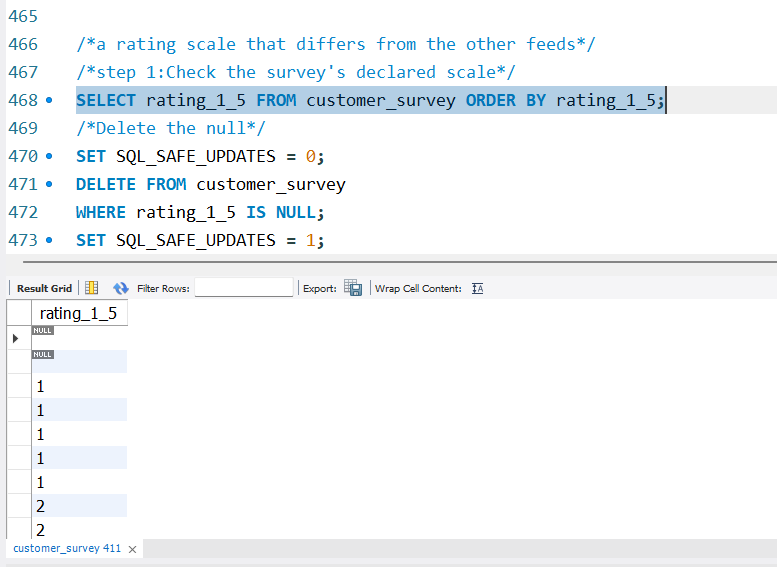 465
466 /*a rating scale that differs from the other feeds*/
467 /*step 1:Check the survey's declared scale*/
468 SELECT rating_1_5 FROM customer_survey ORDER BY rating_1_5;
469 /*Delete the null*/
470 SET SQL_SAFE_UPDATES = 0;
471 DELETE FROM customer_survey
472 WHERE rating_1_5 IS NULL;
473 SET SQL_SAFE_UPDATES = 1;
Result Grid Filter Rows: Export: Wrap Cell Content: IA
rating_1_5
NULL
NULL
1
1
1
1
1
2
2
customer_survey 411 ×